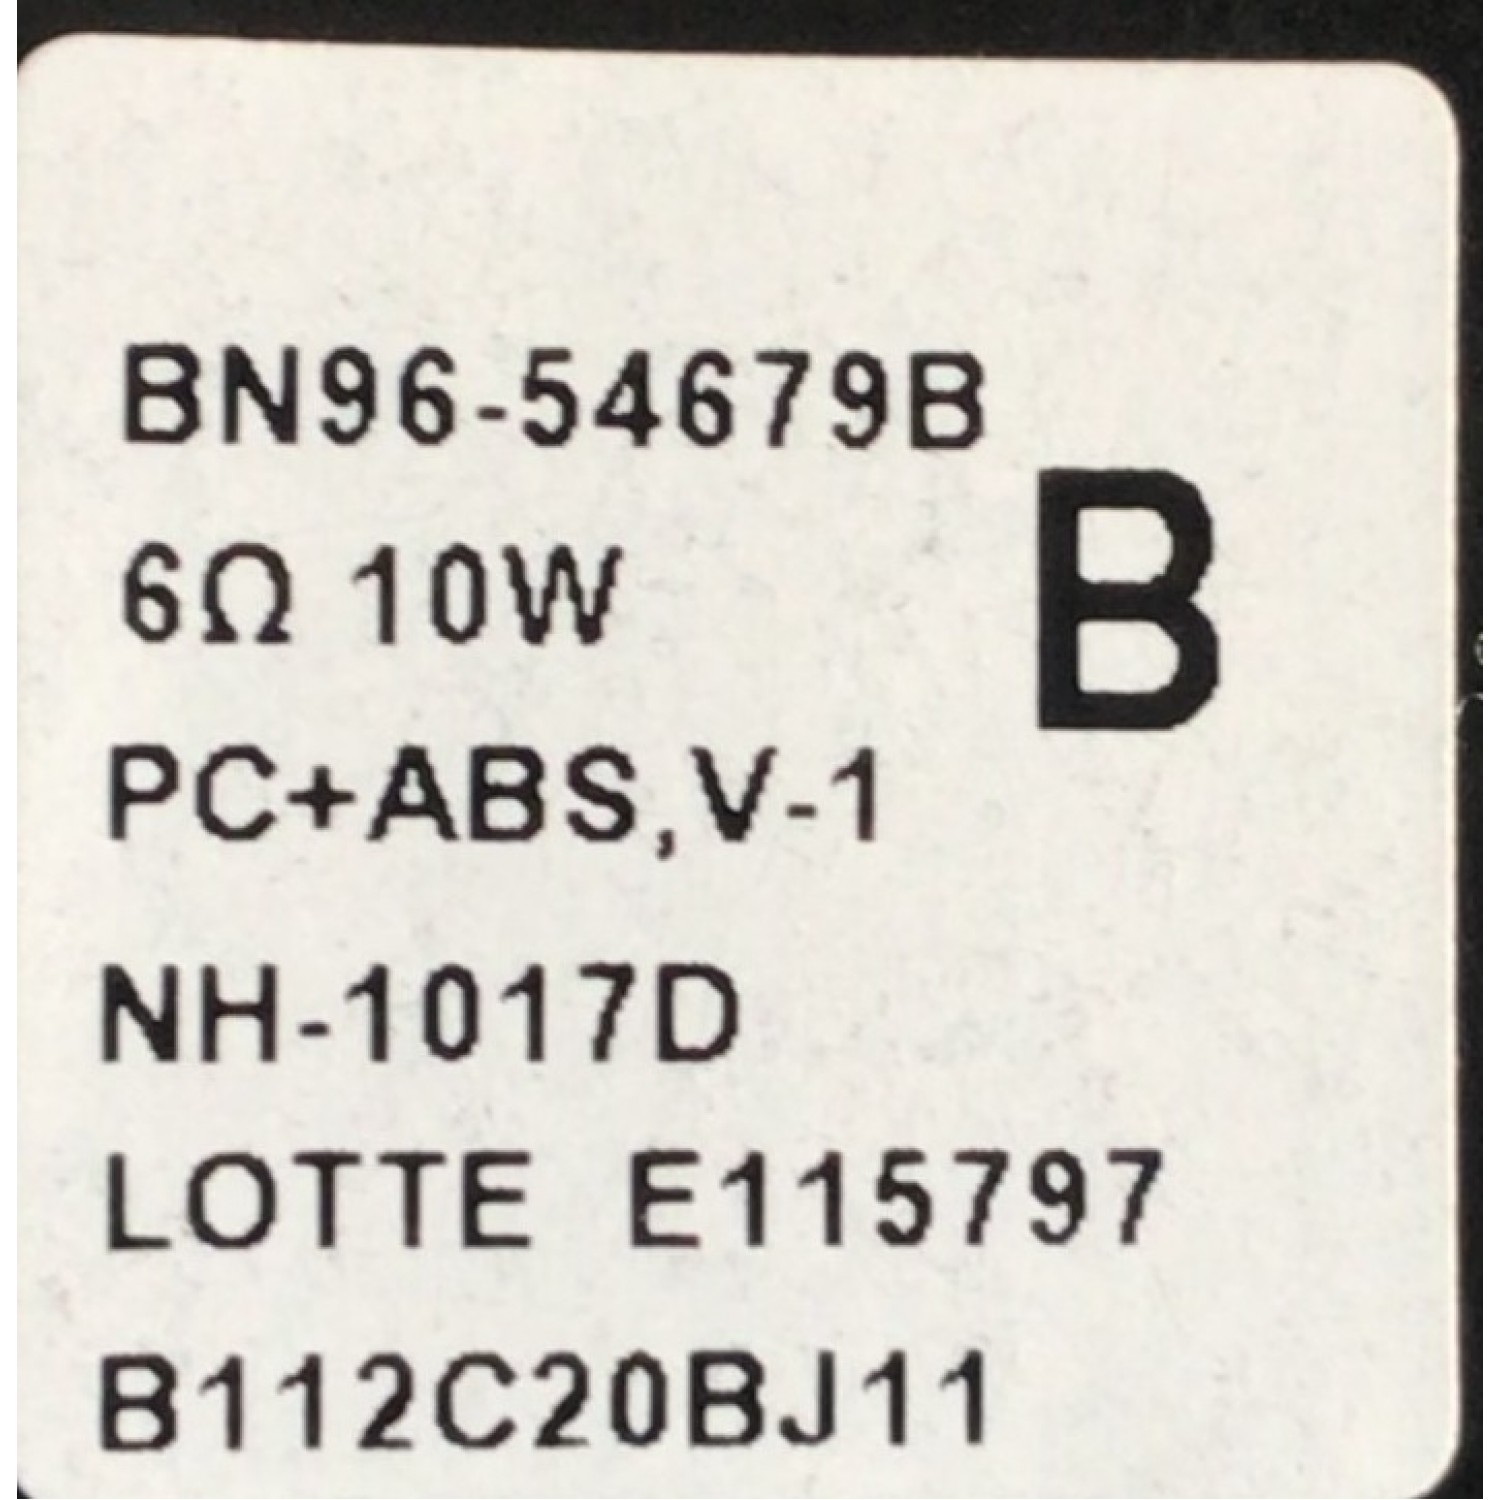 BN96-54679B
B
6Ω 10W
PC+ABS,V-1
NH-1017D
LOTTE E115797
B112C20BJ11